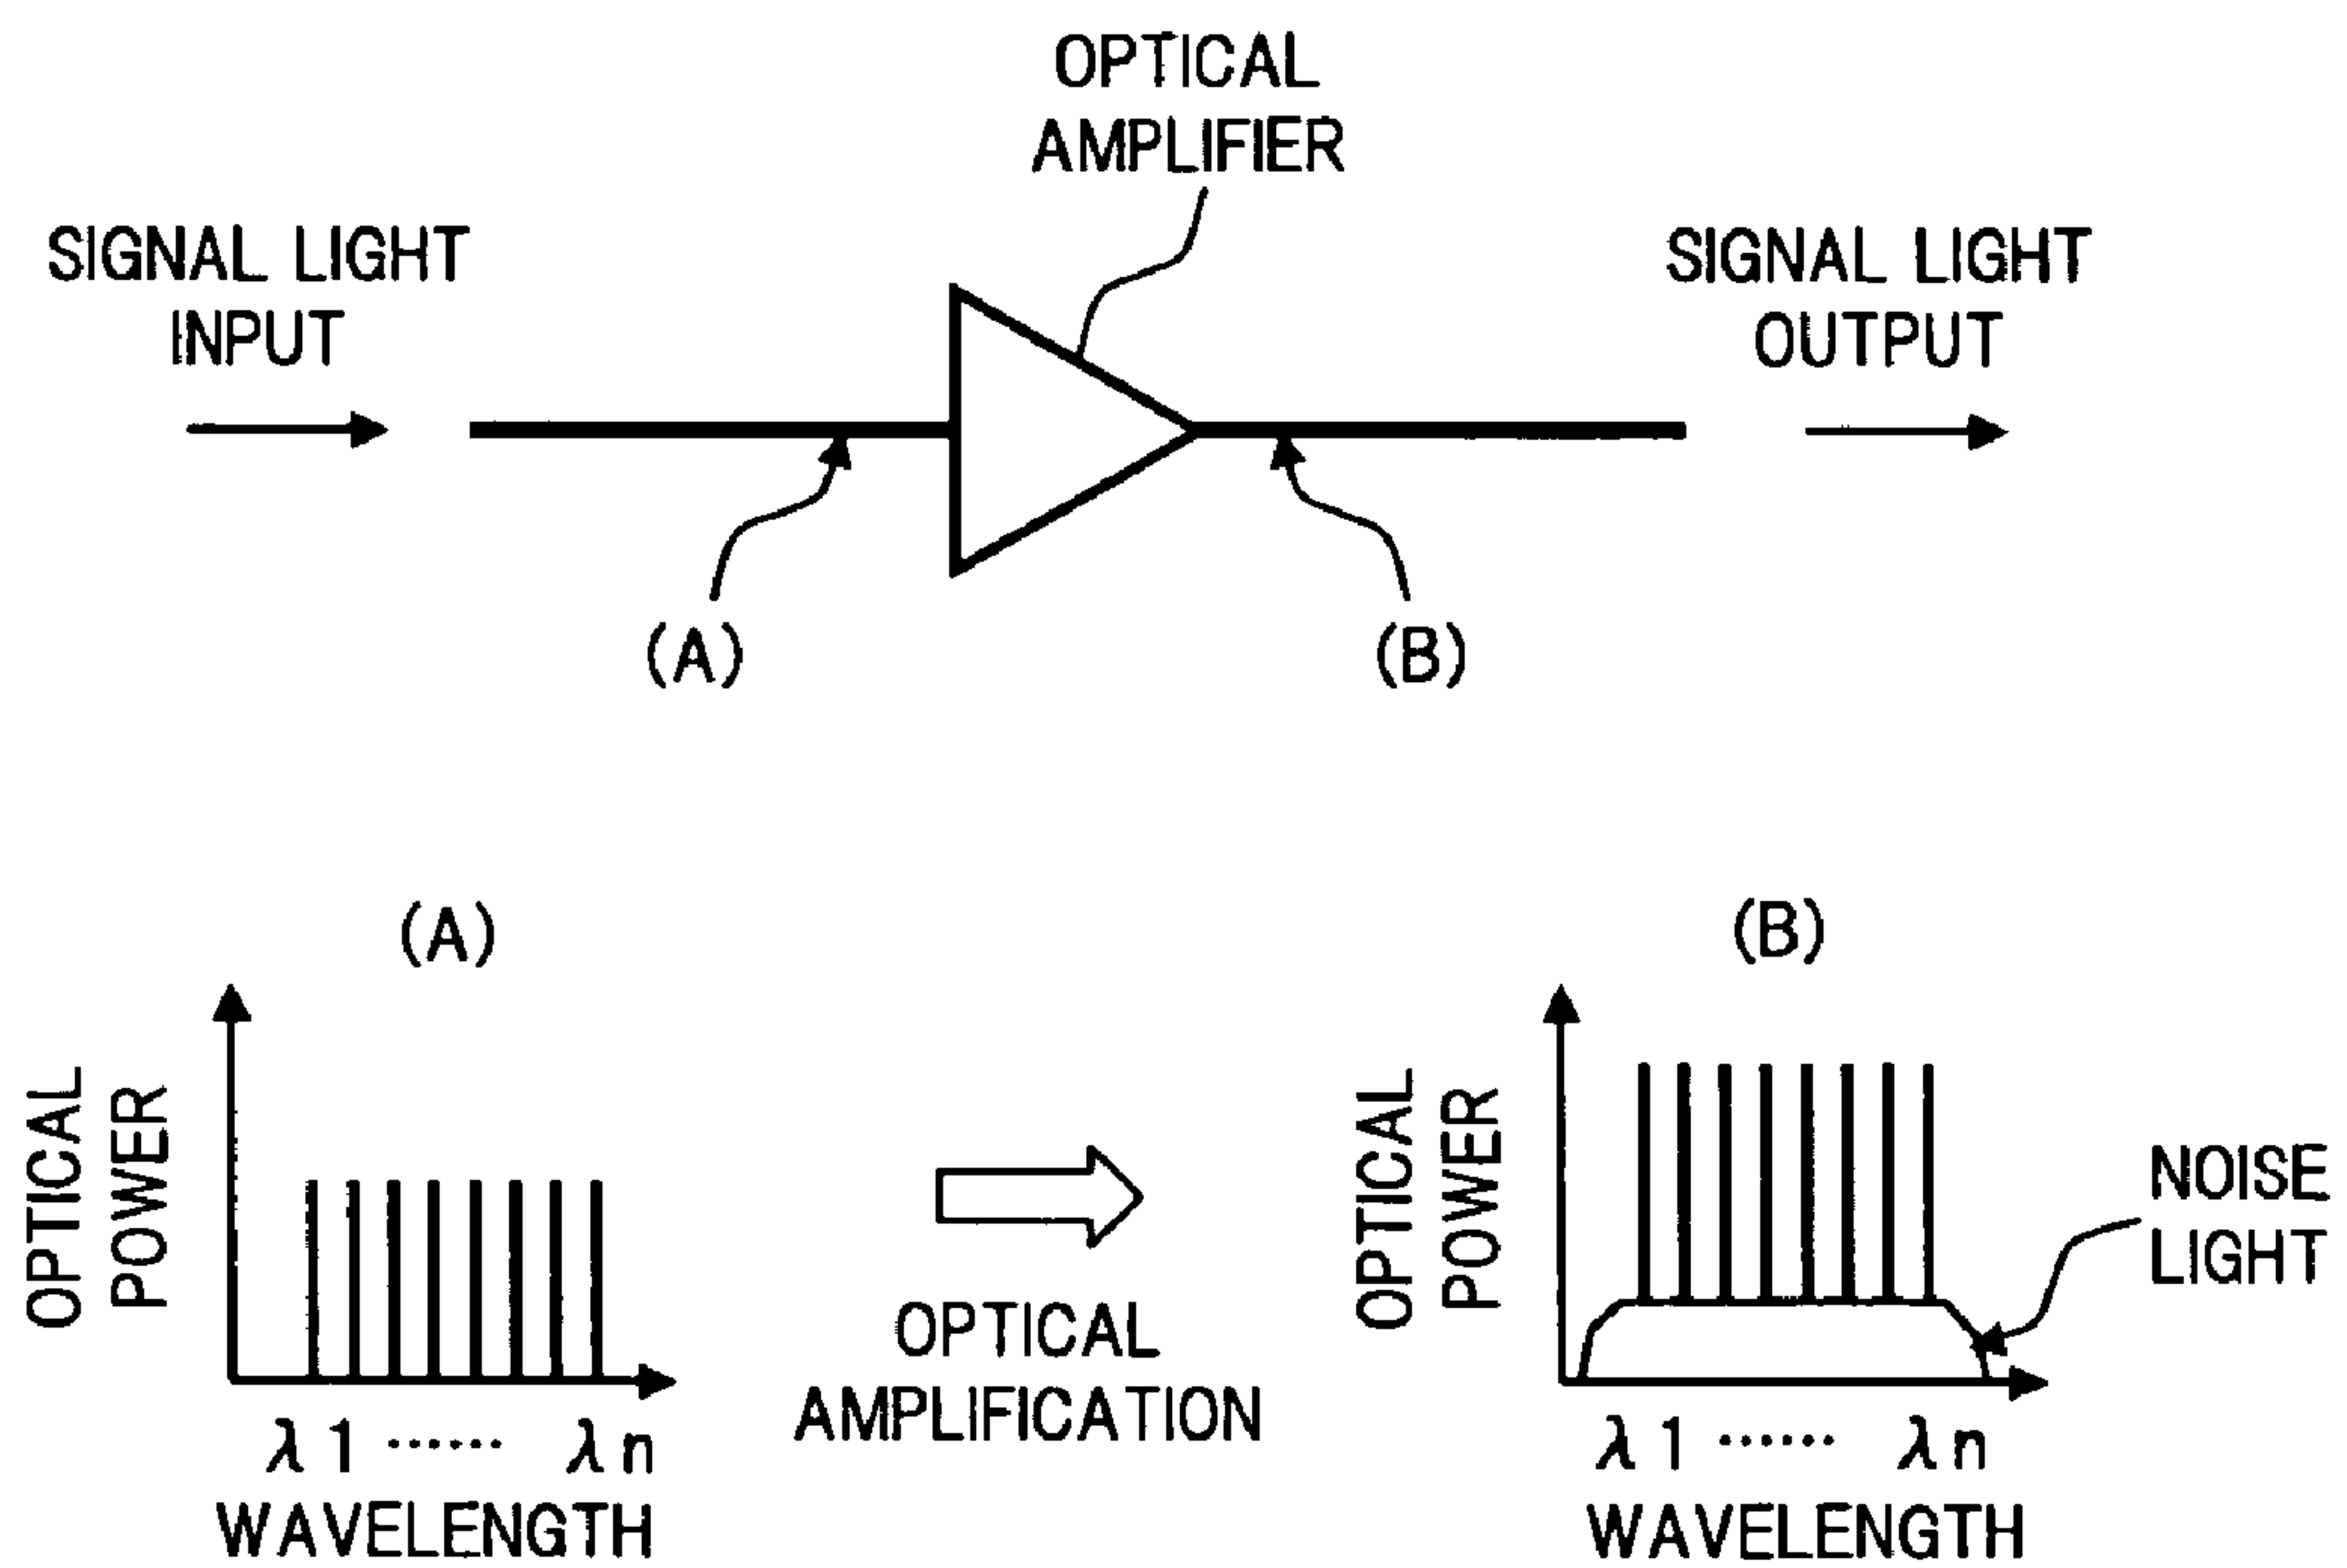 OPTICAL
AMPLIFIER
SIGNAL LIGHT
INPUT
SIGNAL LIGHT
OUTPUT
(A)
(B)
(A)
OPTICAL
POWER
λ1 ······ λn
WAVELENGTH
OPTICAL
AMPLIFICATION
(B)
OPTICAL
POWER
NOISE
LIGHT
λ1 ······ λn
WAVELENGTH